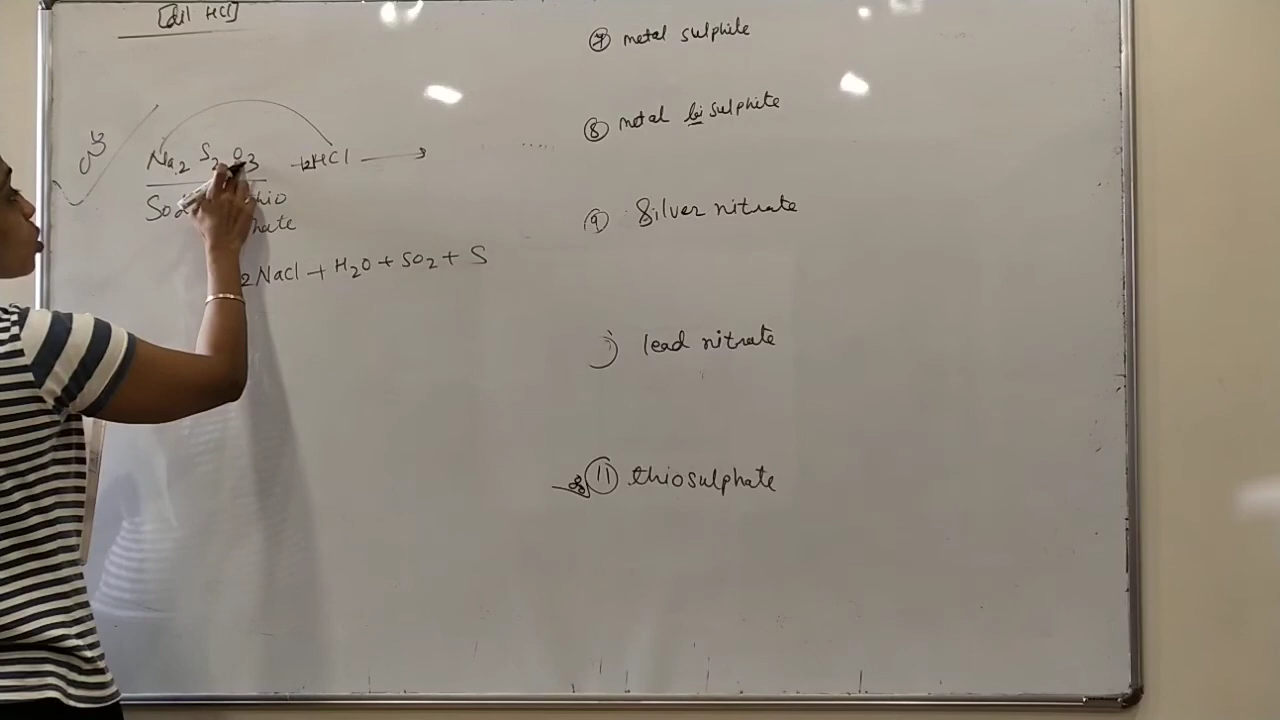 [dil HCl]
Na2 S2 O3 + 2HCl →
2NaCl + H2O + SO2 + S
⑦ metal sulphite
⑧ metal bisulphite
⑨ Silver nitrate
) lead nitrate
⑪ thiosulphate